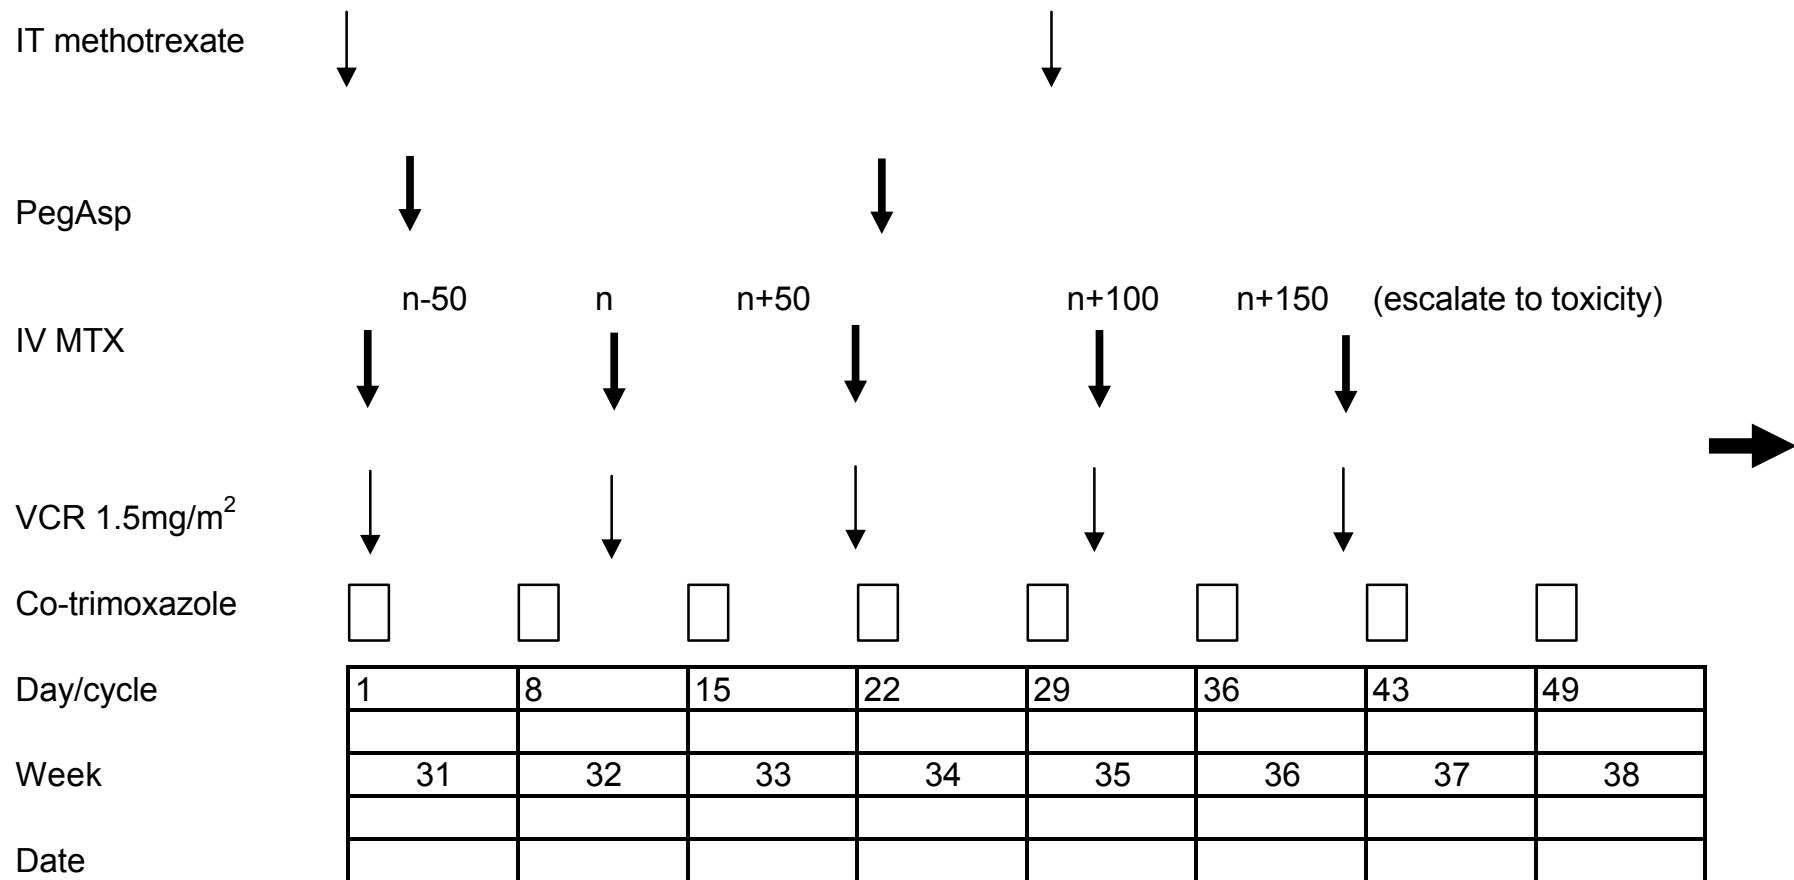 IT methotrexate
PegAsp
n-50 n n+50 n+100 n+150 (escalate to toxicity)
IV MTX
VCR 1.5mg/m²
Co-trimoxazole
Day/cycle 1 8 15 22 29 36 43 49
Week 31 32 33 34 35 36 37 38
Date